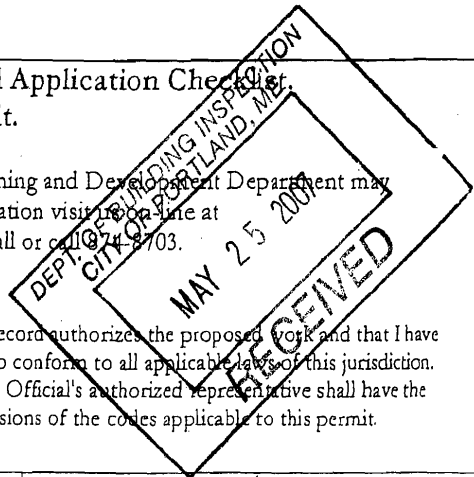 l Application Checklist.
it.
ning and Development Department may
ation visit us on-line at
all or call 874-8703.
ecord authorizes the proposed work and that I have
o conform to all applicable laws of this jurisdiction.
Official's authorized representative shall have the
sions of the codes applicable to this permit.
DEPT. OF BUILDING INSPECTION
CITY OF PORTLAND, ME
MAY 25 2007
RECEIVED